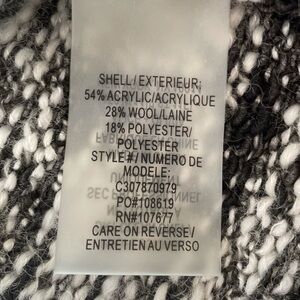 SHELL/EXTERIEUR:
54% ACRYLIC/ACRYLIQUE
28% WOOL/LAINE
18% POLYESTER/
POLYESTER
STYLE #/NUMERO DE
MODELE:
C307870979
PO#108619
RN#107677
CARE ON REVERSE/
ENTRETIEN AU VERSO